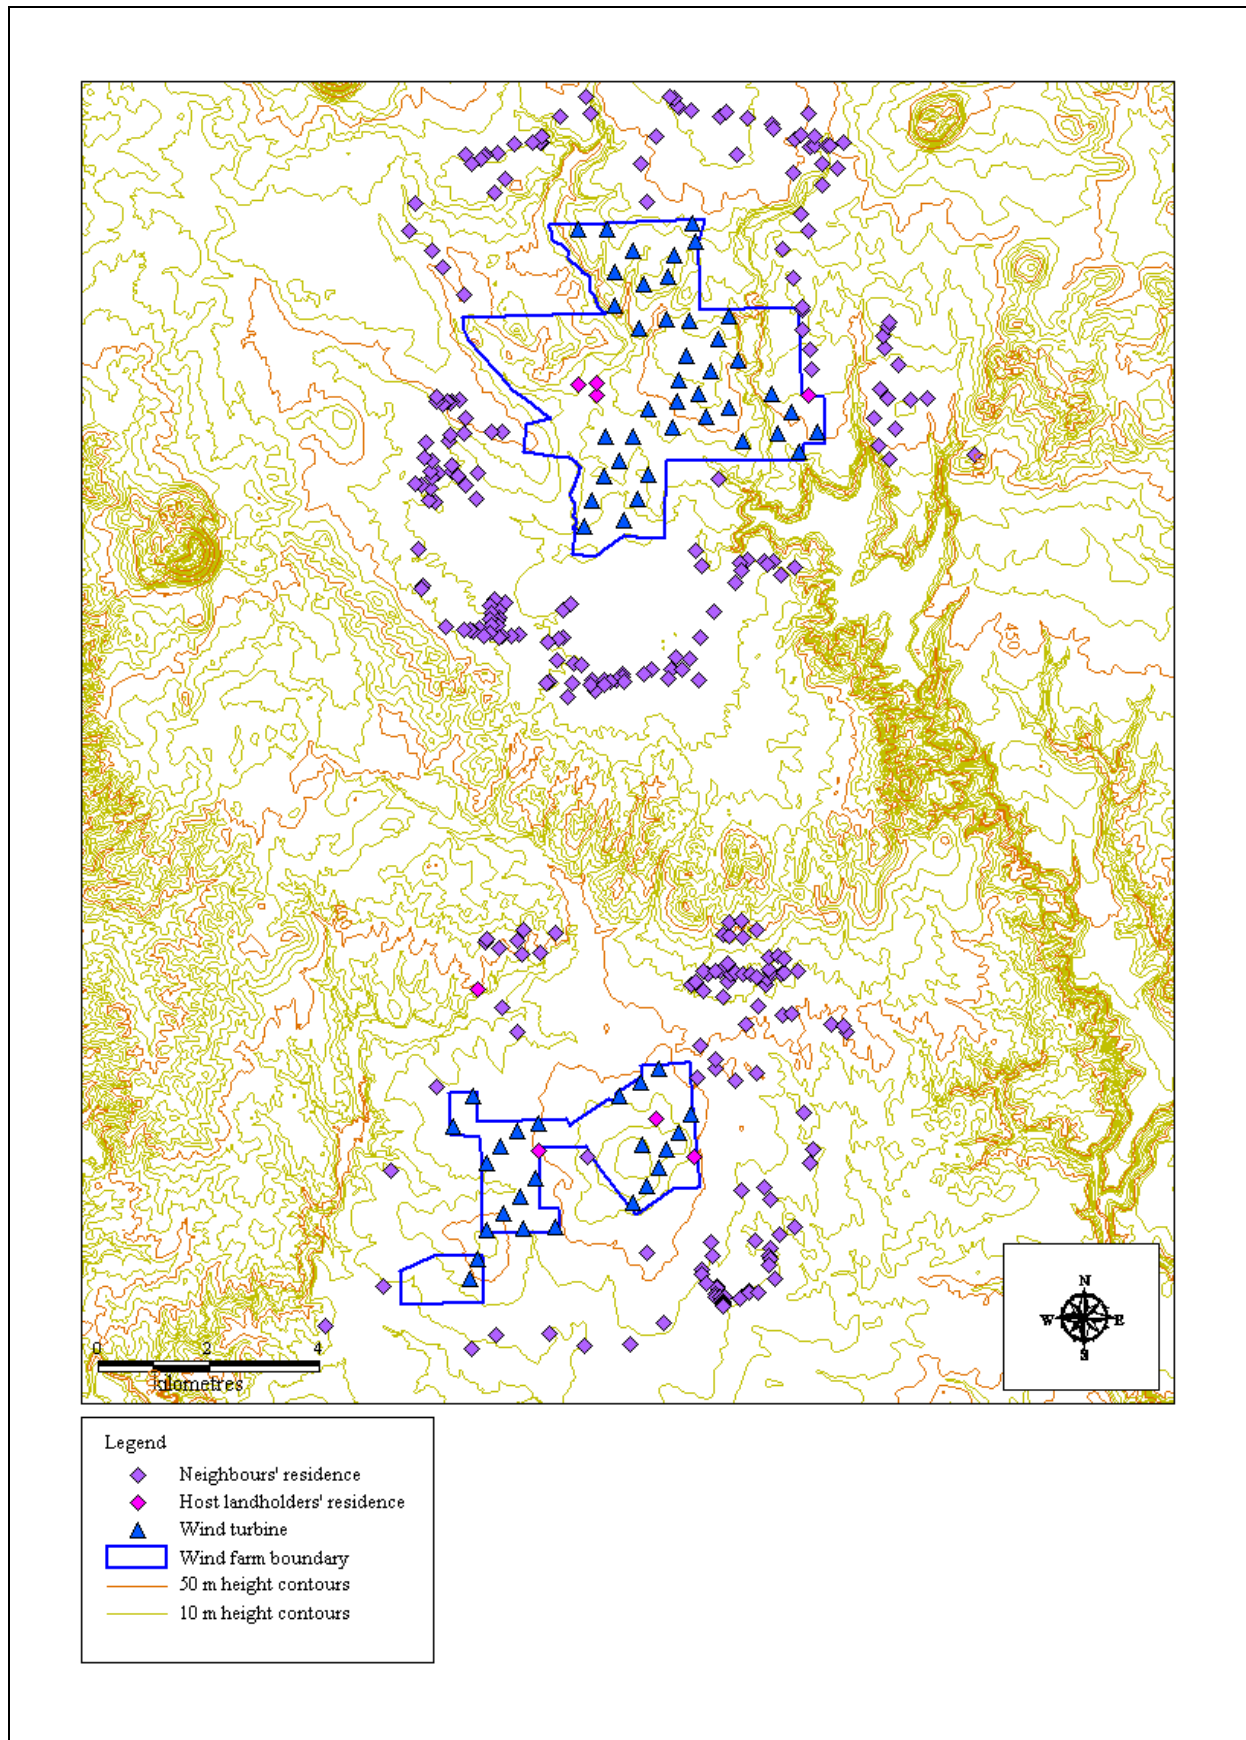 450
400
N
W E
S
0 2 4
kilometres
Legend
Neighbours' residence
Host landholders' residence
Wind turbine
Wind farm boundary
50 m height contours
10 m height contours